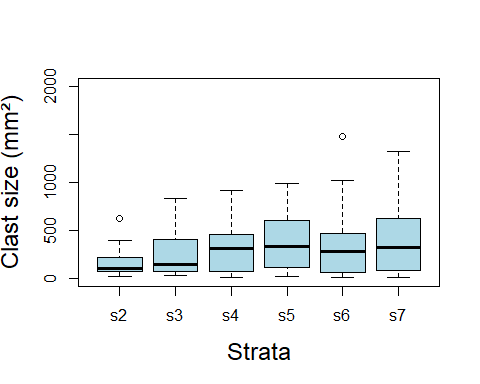 Clast size (mm²)
2000
1000
500
0
s2 s3 s4 s5 s6 s7
Strata